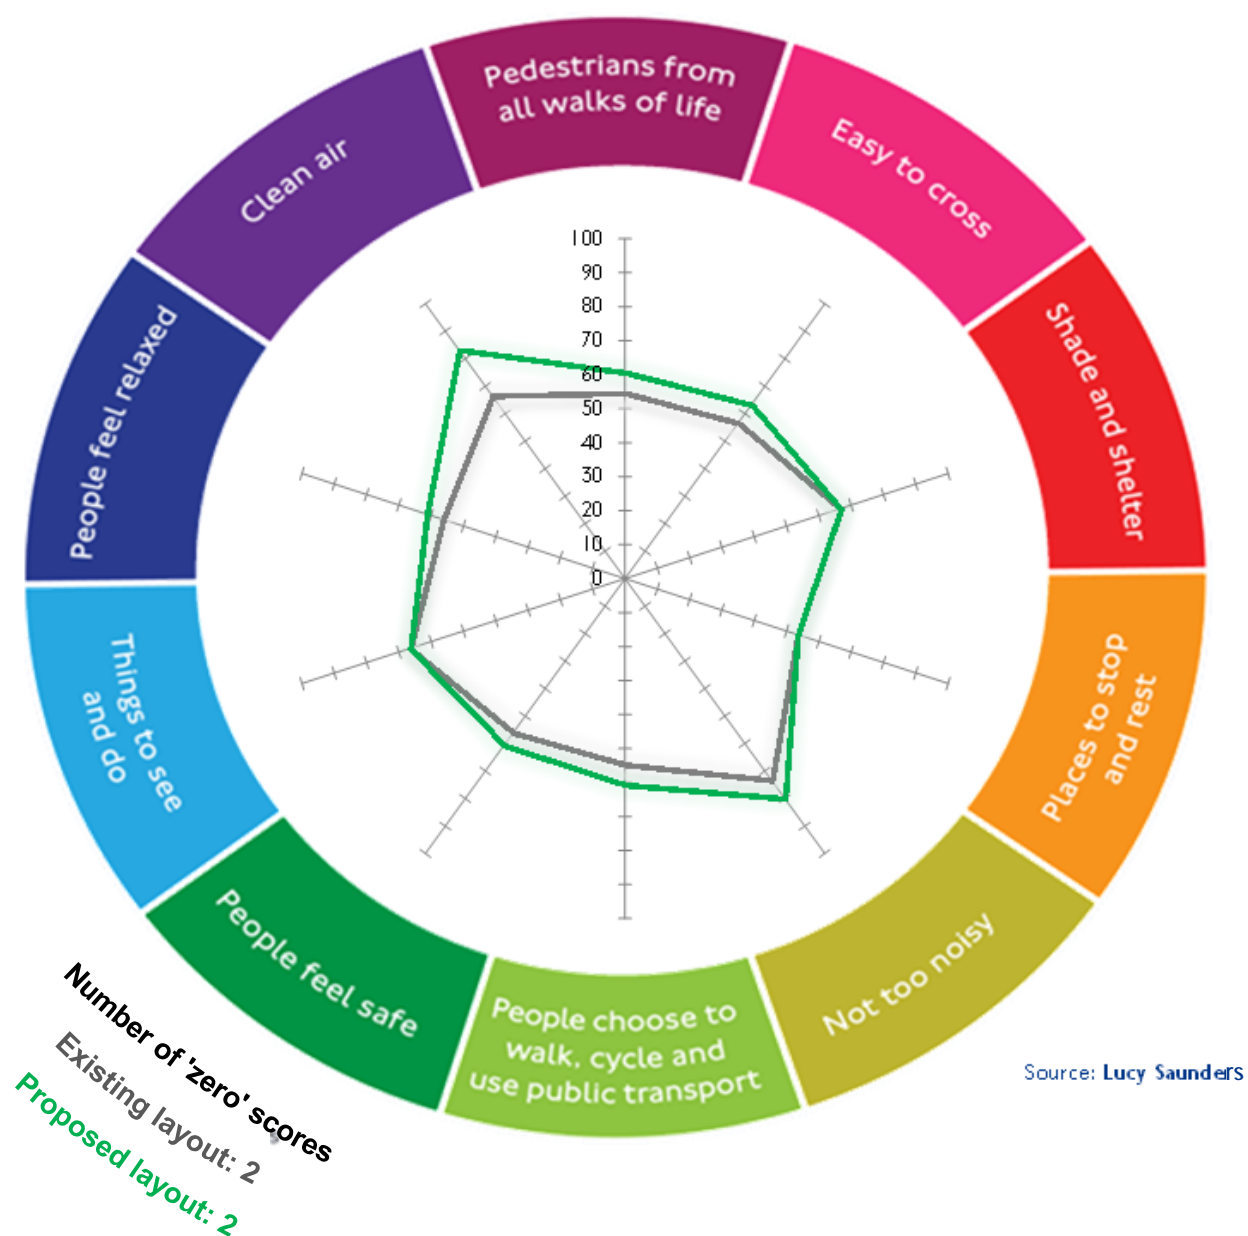 Pedestrians from
all walks of life
Easy to cross
Shade and shelter
Places to stop
and rest
Not too noisy
People choose to
walk, cycle and
use public transport
People feel safe
Things to see
and do
People feel relaxed
Clean air
100
90
80
70
60
50
40
30
20
10
0
Number of 'zero' scores
Existing layout: 2
Proposed layout: 2
Source: Lucy Saunders